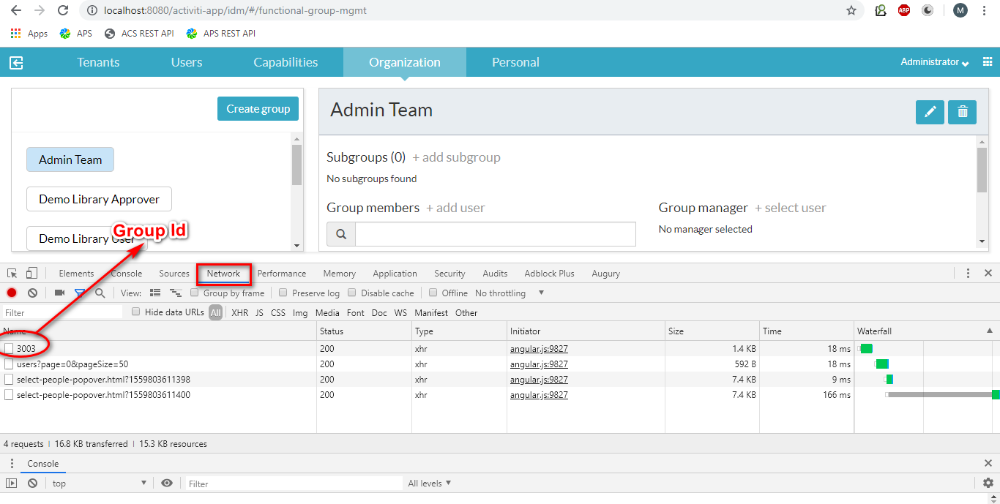 localhost:8080/activiti-app/idm/#/functional-group-mgmt
ABP
M
Apps APS ACS REST API APS REST API
Tenants Users Capabilities Organization Personal Administrator
Create group
Admin Team
Demo Library Approver
Demo Library User
Group Id
Admin Team
Subgroups (0) + add subgroup
No subgroups found
Group members + add user
Group manager + select user
No manager selected
Elements Console Sources Network Performance Memory Application Security Audits Adblock Plus Augury
View: Group by frame Preserve log Disable cache Offline No throttling
Filter Hide data URLs All XHR JS CSS Img Media Font Doc WS Manifest Other
Name Status Type Initiator Size Time Waterfall
3003 200 xhr angular.js:9827 1.4 KB 18 ms
users?page=0&pageSize=50 200 xhr angular.js:9827 592 B 18 ms
select-people-popover.html?1559803611398 200 xhr angular.js:9827 7.4 KB 9 ms
select-people-popover.html?1559803611400 200 xhr angular.js:9827 7.4 KB 166 ms
4 requests | 16.8 KB transferred | 15.3 KB resources
Console
top Filter All levels